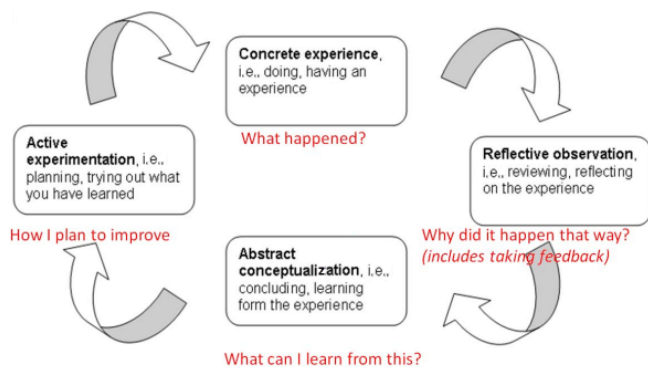 Concrete experience,
i.e., doing, having an
experience
What happened?
Reflective observation,
i.e., reviewing, reflecting
on the experience
Why did it happen that way?
(includes taking feedback)
Abstract
conceptualization, i.e.,
concluding, learning
form the experience
What can I learn from this?
Active
experimentation, i.e.,
planning, trying out what
you have learned
How I plan to improve